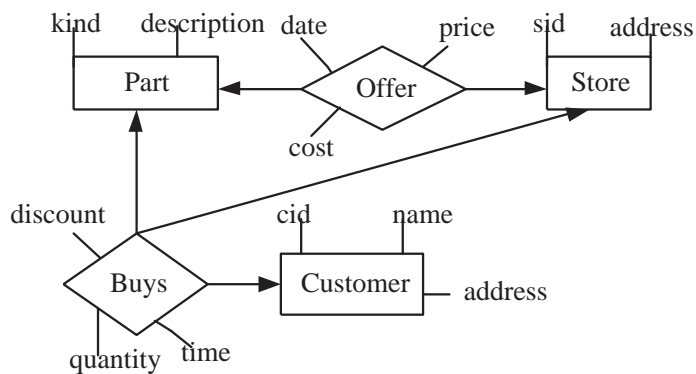 kind description date price sid address
Part Offer Store
cost
discount cid name
Buys Customer address
quantity time